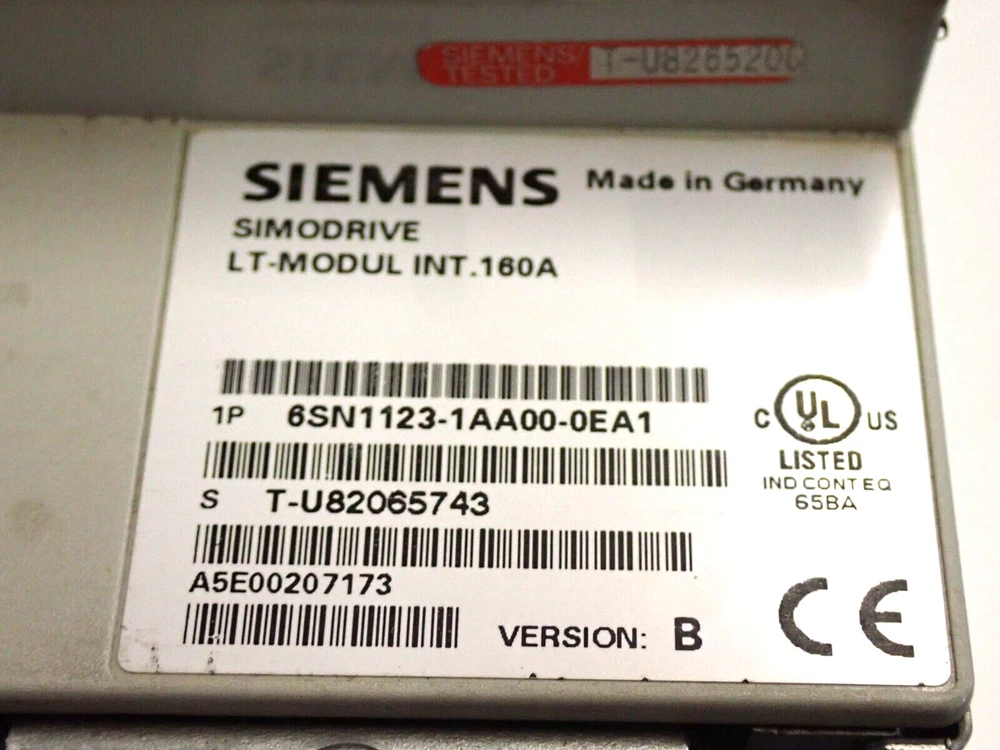 SIEMENS/ T-U8265200
TESTED
SIEMENS Made in Germany
SIMODRIVE
LT-MODUL INT.160A
1P 6SN1123-1AA00-0EA1
C UL US
LISTED
IND CONT EQ
65BA
S T-U82065743
A5E00207173
VERSION: B
CE